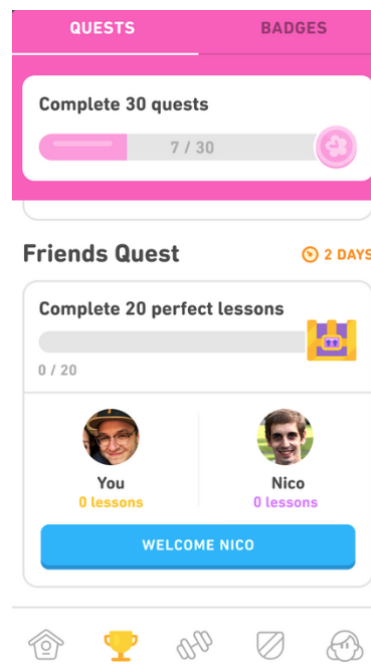 QUESTS BADGES
Complete 30 quests
7 / 30
Friends Quest 2 DAYS
Complete 20 perfect lessons
0 / 20
You Nico
0 lessons 0 lessons
WELCOME NICO